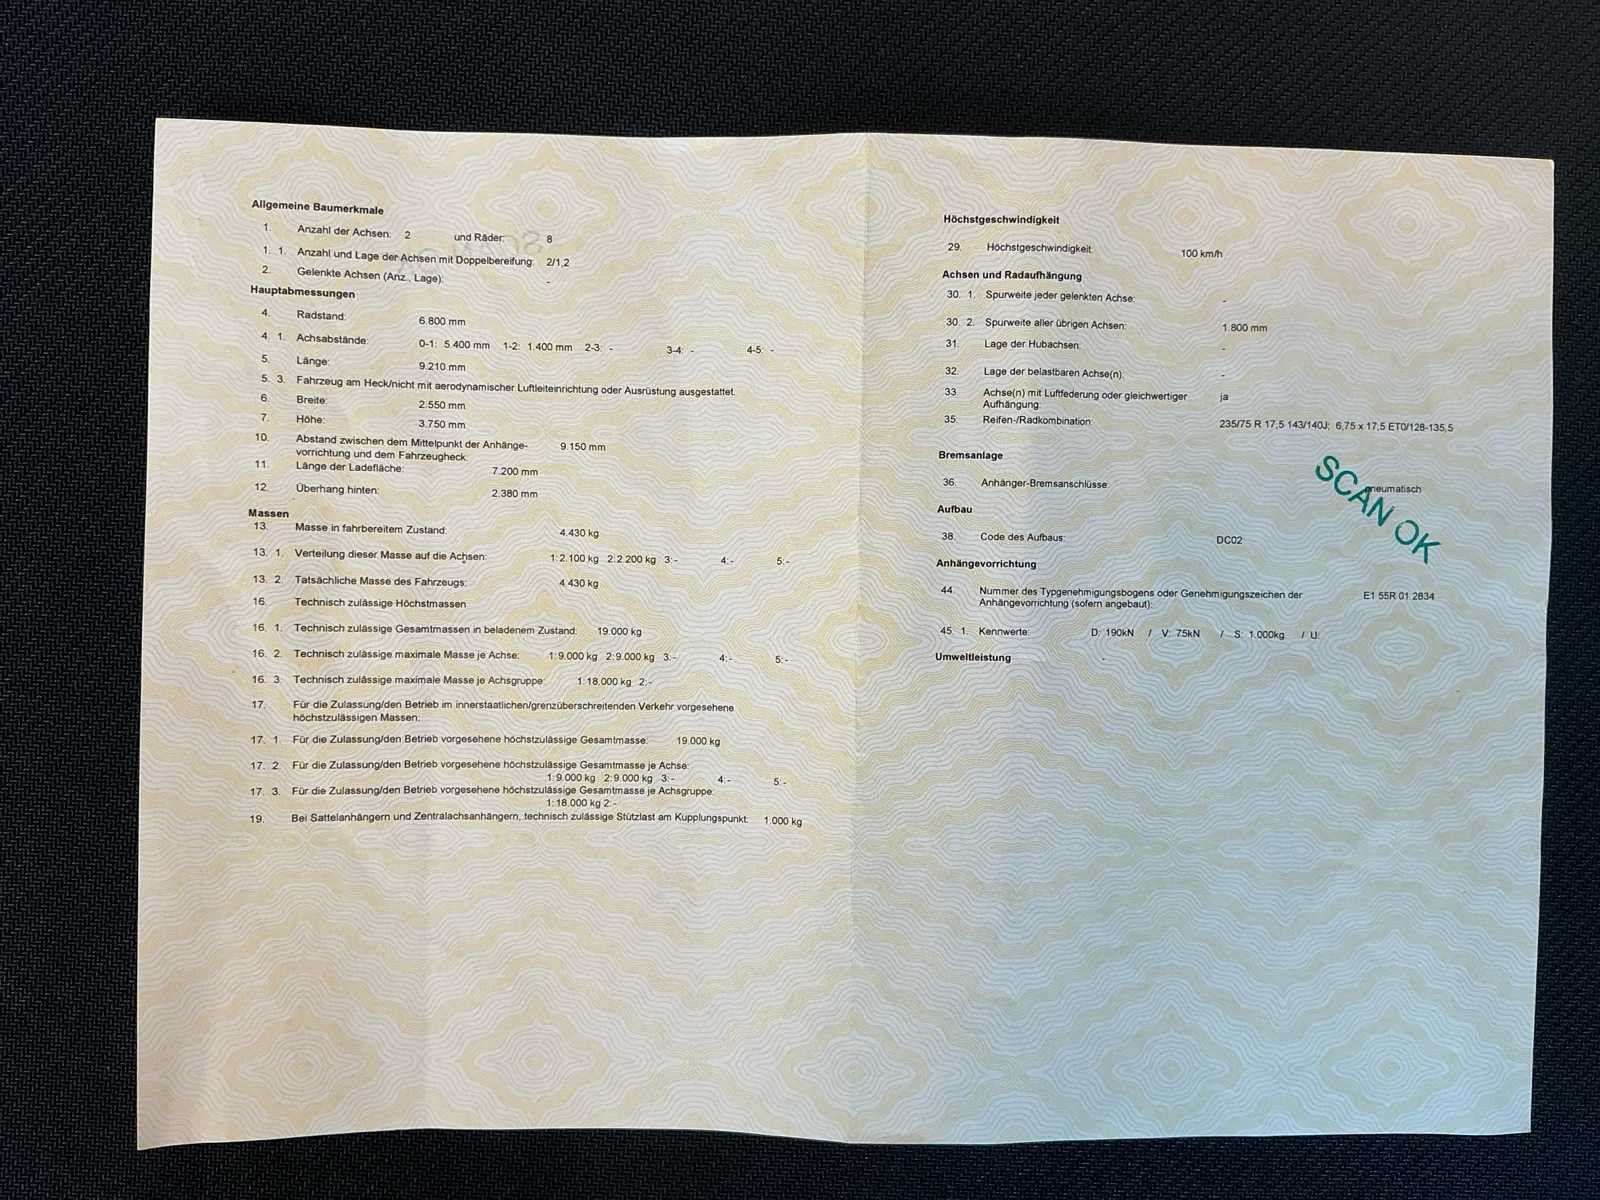 Allgemeine Baumerkmale
1. Anzahl der Achsen: 2 und Räder: 8
1. 1. Anzahl und Lage der Achsen mit Doppelbereifung: 2/1,2
2. Gelenkte Achsen (Anz., Lage): -
Hauptabmessungen
4. Radstand: 6.800 mm
4. 1. Achsabstände: 0-1: 5.400 mm 1-2: 1.400 mm 2-3: - 3-4: - 4-5: -
5. Länge: 9.210 mm
5. 3. Fahrzeug am Heck/nicht mit aerodynamischer Luftleiteinrichtung oder Ausrüstung ausgestattet.
6. Breite: 2.550 mm
7. Höhe: 3.750 mm
10. Abstand zwischen dem Mittelpunkt der Anhänge- 9.150 mm
vorrichtung und dem Fahrzeugheck:
11. Länge der Ladefläche: 7.200 mm
12. Überhang hinten: 2.380 mm
Massen
13. Masse in fahrbereitem Zustand: 4.430 kg
13. 1. Verteilung dieser Masse auf die Achsen: 1:2.100 kg 2:2.200 kg 3:- 4:- 5:-
13. 2. Tatsächliche Masse des Fahrzeugs: 4.430 kg
16. Technisch zulässige Höchstmassen
16. 1. Technisch zulässige Gesamtmassen in beladenem Zustand: 19.000 kg
16. 2. Technisch zulässige maximale Masse je Achse: 1:9.000 kg 2:9.000 kg 3:- 4:- 5:-
16. 3. Technisch zulässige maximale Masse je Achsgruppe: 1:18.000 kg 2:-
17. Für die Zulassung/den Betrieb im innerstaatlichen/grenzüberschreitenden Verkehr vorgesehene
höchstzulässigen Massen:
17. 1. Für die Zulassung/den Betrieb vorgesehene höchstzulässige Gesamtmasse: 19.000 kg
17. 2. Für die Zulassung/den Betrieb vorgesehene höchstzulässige Gesamtmasse je Achse:
1:9.000 kg 2:9.000 kg 3:- 4:- 5:-
17. 3. Für die Zulassung/den Betrieb vorgesehene höchstzulässige Gesamtmasse je Achsgruppe:
1:18.000 kg 2:-
19. Bei Sattelanhängern und Zentralachsanhängern, technisch zulässige Stützlast am Kupplungspunkt: 1.000 kg
Höchstgeschwindigkeit
29. Höchstgeschwindigkeit: 100 km/h
Achsen und Radaufhängung
30. 1. Spurweite jeder gelenkten Achse: -
30. 2. Spurweite aller übrigen Achsen: 1.800 mm
31. Lage der Hubachsen: -
32. Lage der belastbaren Achse(n): -
33. Achse(n) mit Luftfederung oder gleichwertiger ja
Aufhängung:
35. Reifen-/Radkombination: 235/75 R 17,5 143/140J; 6,75 x 17,5 ET0/128-135,5
Bremsanlage
36. Anhänger-Bremsanschlüsse: pneumatisch
SCAN OK
Aufbau
38. Code des Aufbaus: DC02
Anhängevorrichtung
44. Nummer des Typgenehmigungsbogens oder Genehmigungszeichen der E1 55R 01 2834
Anhängevorrichtung (sofern angebaut):
45. 1. Kennwerte: D: 190kN / V: 75kN / S: 1.000kg / U:
Umweltleistung -